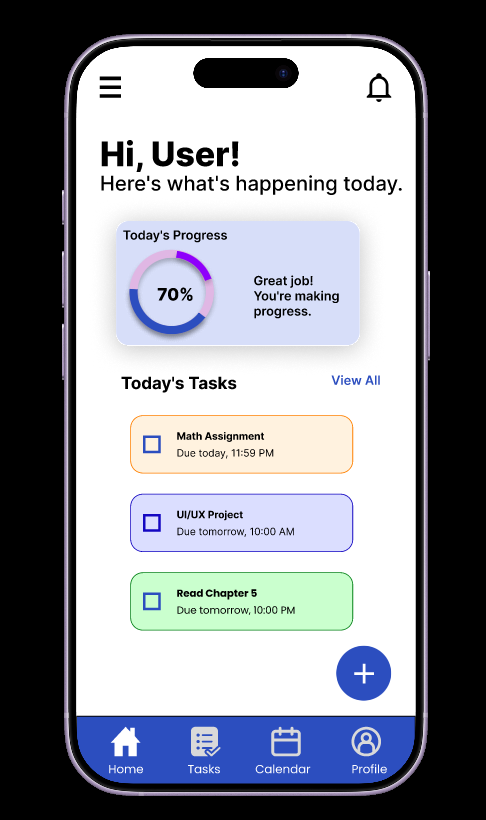 Hi, User!
Here's what's happening today.
Today's Progress
70%
Great job!
You're making
progress.
Today's Tasks
View All
Math Assignment
Due today, 11:59 PM
UI/UX Project
Due tomorrow, 10:00 AM
Read Chapter 5
Due tomorrow, 10:00 PM
Home
Tasks
Calendar
Profile